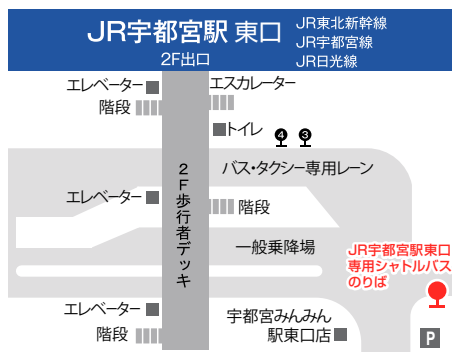 JR宇都宮駅 東口
JR東北新幹線
JR宇都宮線
JR日光線
2F出口
エレベーター
エスカレーター
階段
トイレ
4
3
バス・タクシー専用レーン
2F歩行者デッキ
エレベーター
階段
一般乗降場
JR宇都宮駅東口
専用シャトルバス
のりば
エレベーター
宇都宮みんみん
駅東口店
階段
P